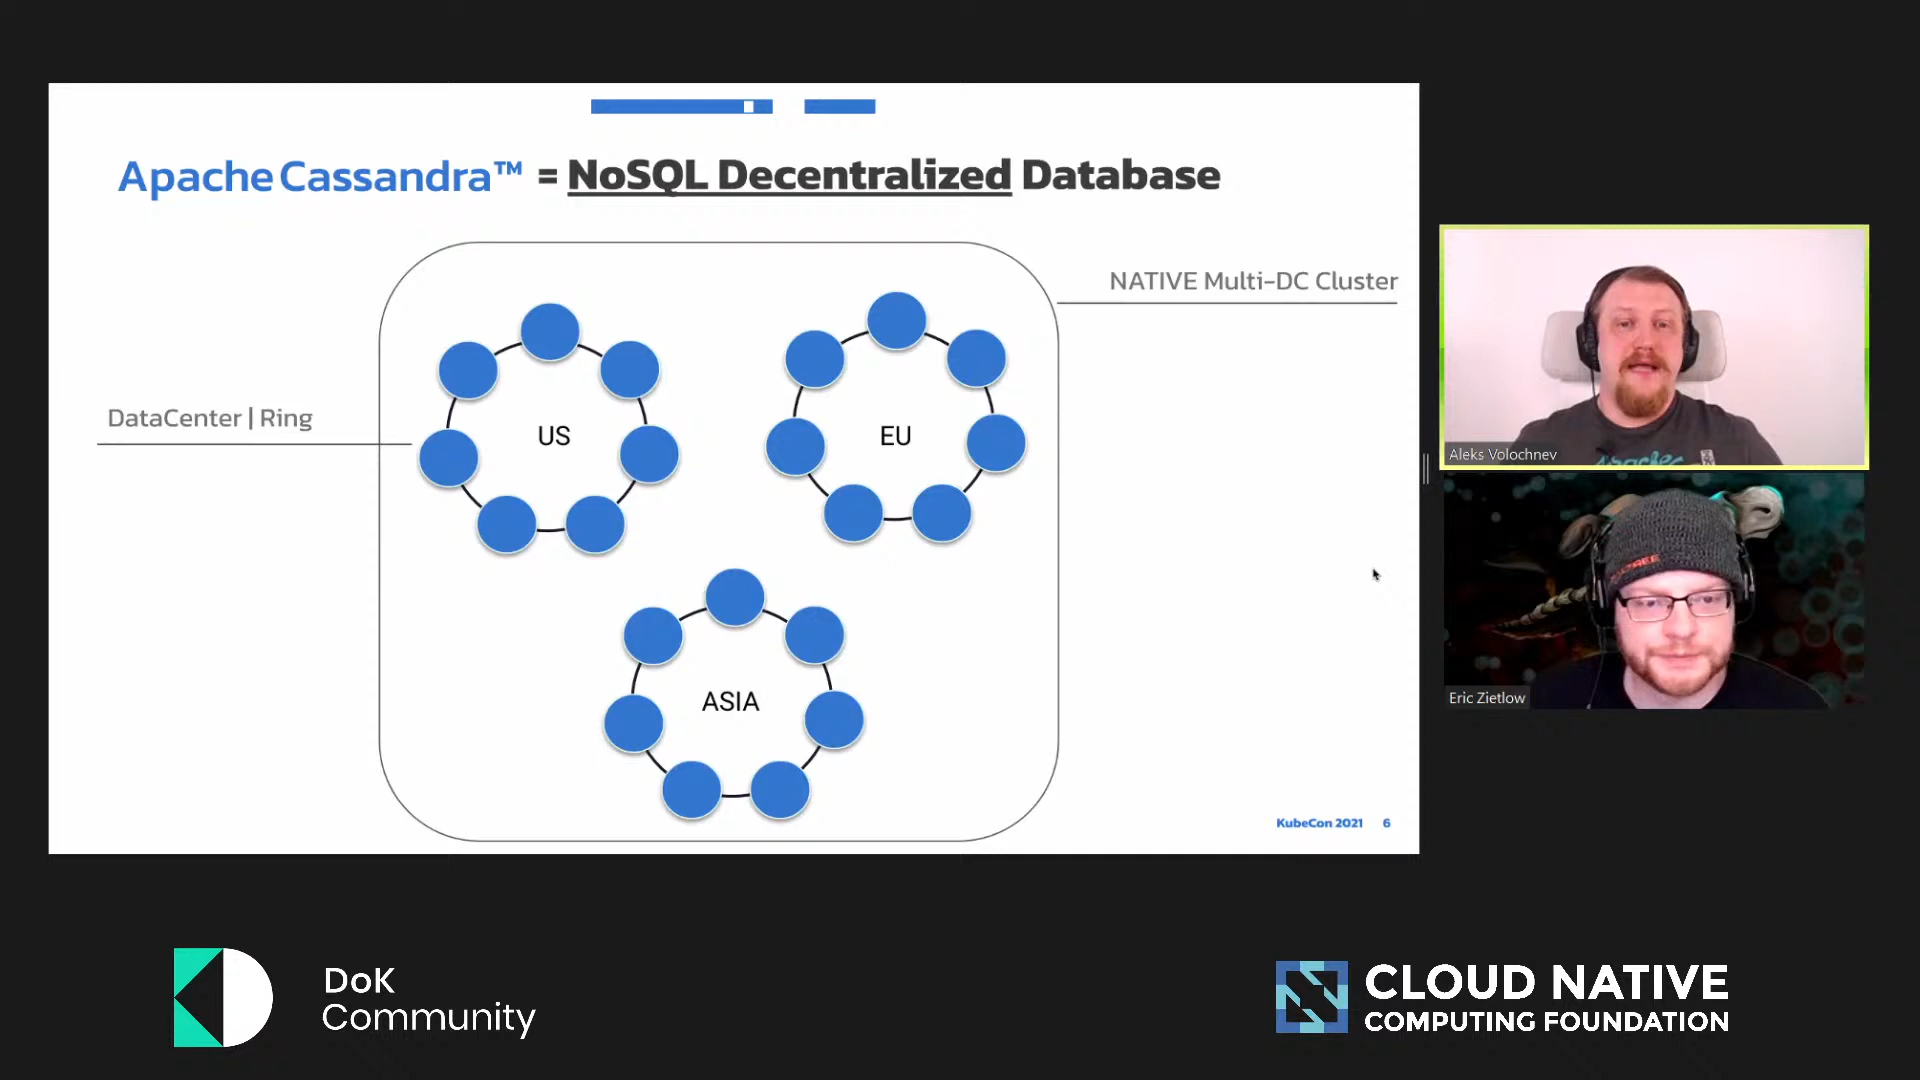 Apache Cassandra™ = NoSQL Decentralized Database
NATIVE Multi-DC Cluster
DataCenter | Ring
US
EU
ASIA
KubeCon 2021 6
Aleks Volochnev
Apache
Eric Zietlow
DoK
Community
CLOUD NATIVE
COMPUTING FOUNDATION